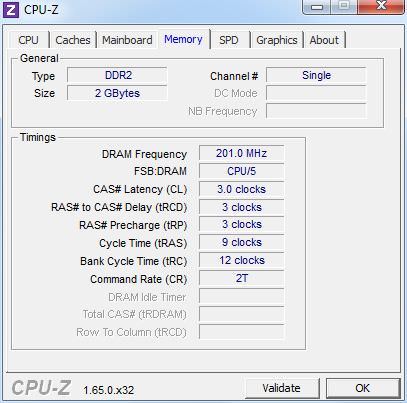 CPU-Z
CPU Caches Mainboard Memory SPD Graphics About
General
Type DDR2 Channel # Single
Size 2 GBytes DC Mode
NB Frequency
Timings
DRAM Frequency 201.0 MHz
FSB:DRAM CPU/5
CAS# Latency (CL) 3.0 clocks
RAS# to CAS# Delay (tRCD) 3 clocks
RAS# Precharge (tRP) 3 clocks
Cycle Time (tRAS) 9 clocks
Bank Cycle Time (tRC) 12 clocks
Command Rate (CR) 2T
DRAM Idle Timer
Total CAS# (tRDRAM)
Row To Column (tRCD)
CPU-Z 1.65.0.x32 Validate OK